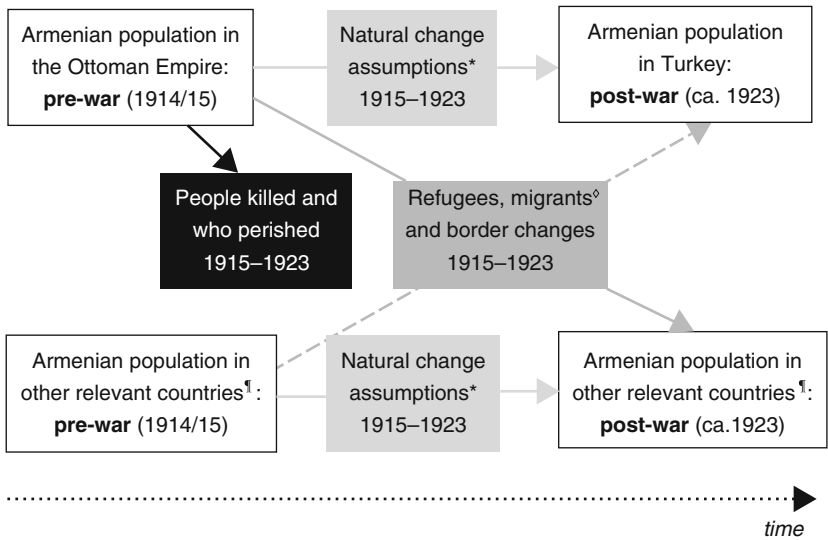 Armenian population in
the Ottoman Empire:
pre-war (1914/15)
Natural change
assumptions*
1915–1923
Armenian population
in Turkey:
post-war (ca. 1923)
People killed and
who perished
1915–1923
Refugees, migrants◊
and border changes
1915–1923
Armenian population in
other relevant countries¶:
pre-war (1914/15)
Natural change
assumptions*
1915–1923
Armenian population in
other relevant countries¶:
post-war (ca.1923)
time